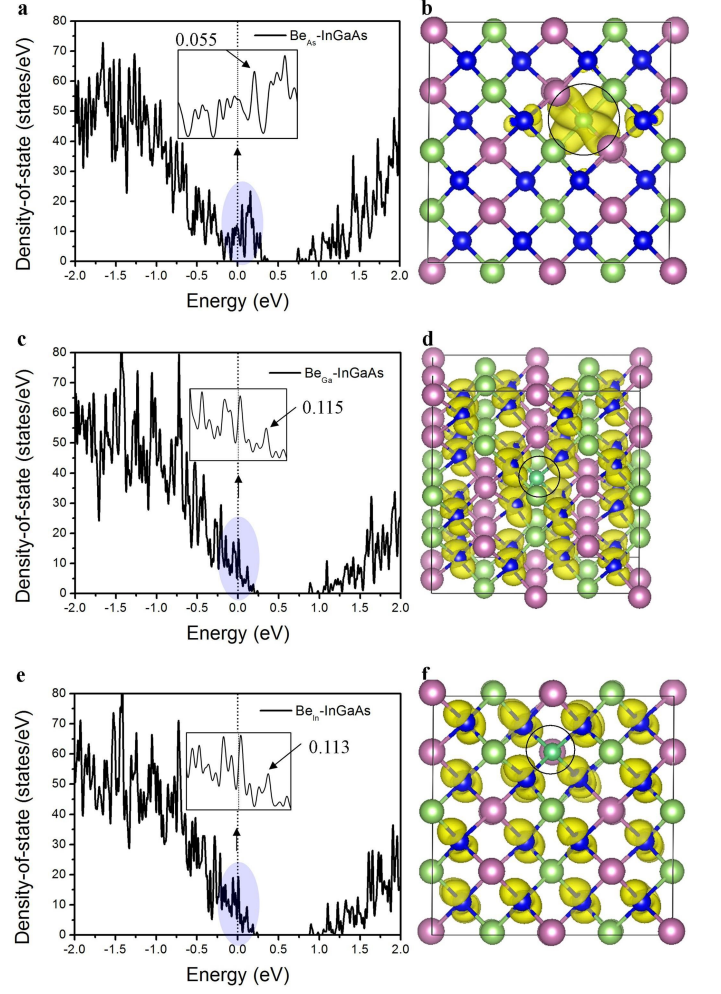 a
b
Be_As-InGaAs
0.055
Density-of-state (states/eV)
80
70
60
50
40
30
20
10
0
-2.0 -1.5 -1.0 -0.5 0.0 0.5 1.0 1.5 2.0
Energy (eV)
c
d
Be_Ga-InGaAs
0.115
Density-of-state (states/eV)
80
70
60
50
40
30
20
10
0
-2.0 -1.5 -1.0 -0.5 0.0 0.5 1.0 1.5 2.0
Energy (eV)
e
f
Be_In-InGaAs
0.113
Density-of-state (states/eV)
80
70
60
50
40
30
20
10
0
-2.0 -1.5 -1.0 -0.5 0.0 0.5 1.0 1.5 2.0
Energy (eV)